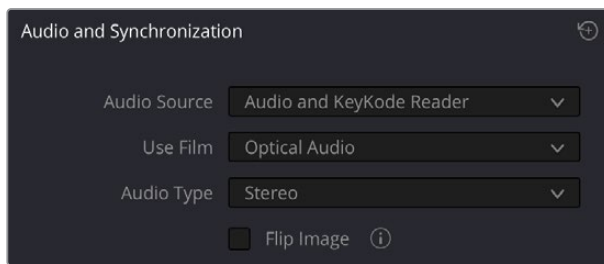 Audio and Synchronization
Audio Source Audio and KeyKode Reader
Use Film Optical Audio
Audio Type Stereo
Flip Image